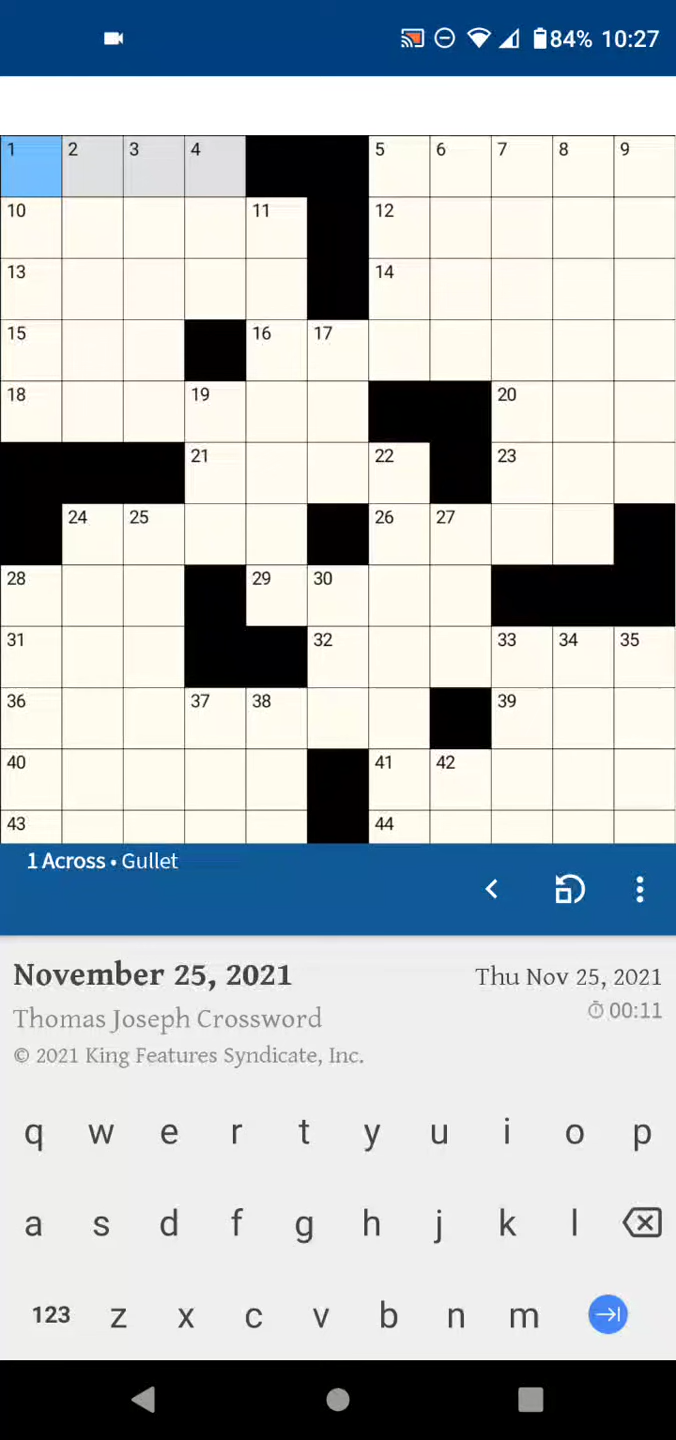 84% 10:27
1 2 3 4 5 6 7 8 9
10 11 12
13 14
15 16 17
18 19 20
21 22 23
24 25 26 27
28 29 30
31 32 33 34 35
36 37 38 39
40 41 42
43 44
1 Across • Gullet
November 25, 2021 Thu Nov 25, 2021
Thomas Joseph Crossword 00:11
© 2021 King Features Syndicate, Inc.
q w e r t y u i o p
a s d f g h j k l
123 z x c v b n m